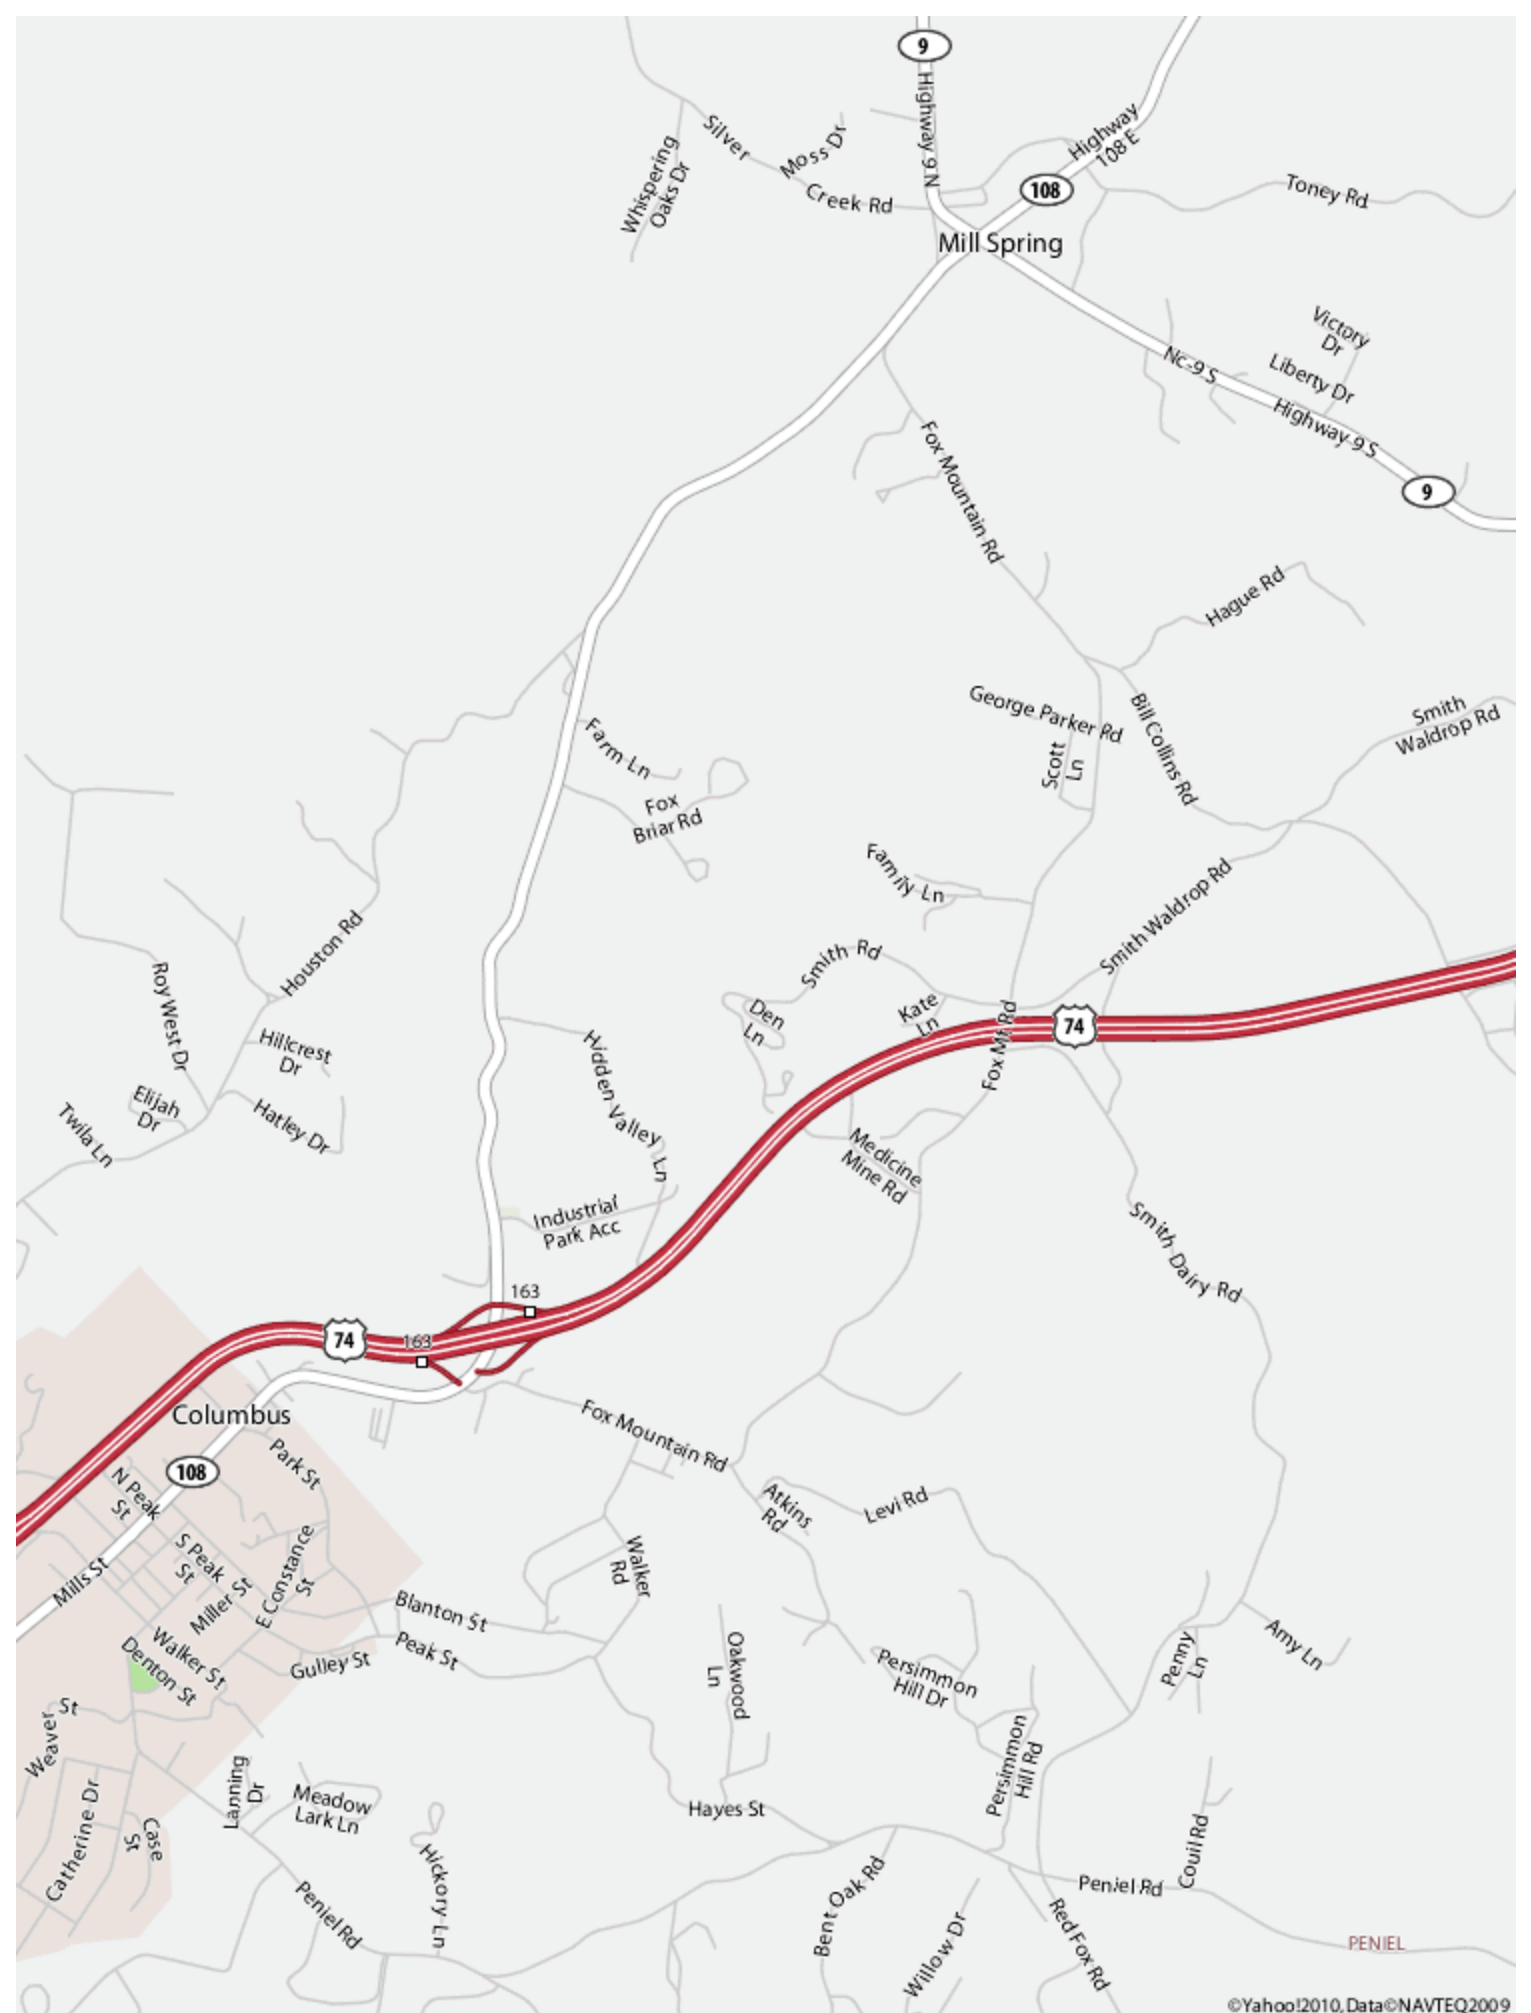 9
Highway 9 N
Highway
108 E
Silver
Creek Rd
Moss Dr
Whispering
Oaks Dr
108
Toney Rd
Mill Spring
Victory
Dr
Nc-9 S
Liberty Dr
Highway 9 S
9
Fox Mountain Rd
Hague Rd
George Parker Rd
Scott
Ln
Bill Collins Rd
Smith
Waldrop Rd
Farm Ln
Fox
Briar Rd
Family Ln
Smith Waldrop Rd
Houston Rd
Smith Rd
Roy West Dr
Den
Ln
Kate
Ln
Fox Mt Rd
74
Hillcrest
Dr
Hidden Valley Ln
Elijah
Dr
Hatley Dr
Twila Ln
Medicine
Mine Rd
Industrial
Park Acc
Smith Dairy Rd
163
74
163
Columbus
Fox Mountain Rd
108
Park St
N Peak
St
Atkins
Rd
Levi Rd
S Peak
St
E Constance
St
Walker
Rd
Mills St
Miller St
Blanton St
Walker St
Denton St
Gulley St
Peak St
Oakwood
Ln
Persimmon
Hill Dr
Penny
Ln
Amy Ln
Weaver St
Persimmon
Hill Rd
Lanning
Dr
Meadow
Lark Ln
Hayes St
Catherine Dr
Case
St
Couil Rd
Hickory Ln
Peniel Rd
Peniel Rd
Bent Oak Rd
Willow Dr
Red Fox Rd
PENIEL
©Yahoo!2010, Data©NAVTEQ2009